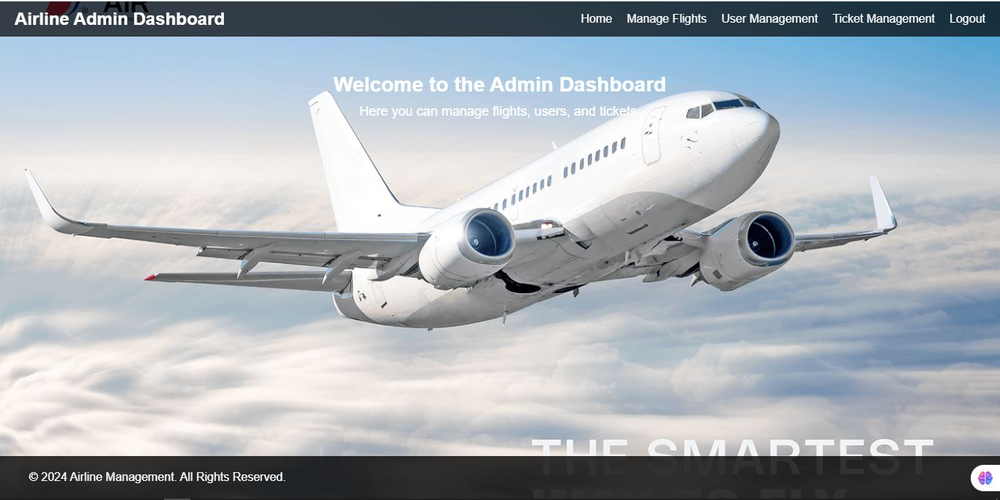 AIR
Airline Admin Dashboard
Home Manage Flights User Management Ticket Management Logout
Welcome to the Admin Dashboard
Here you can manage flights, users, and tickets.
THE SMARTEST
© 2024 Airline Management. All Rights Reserved.